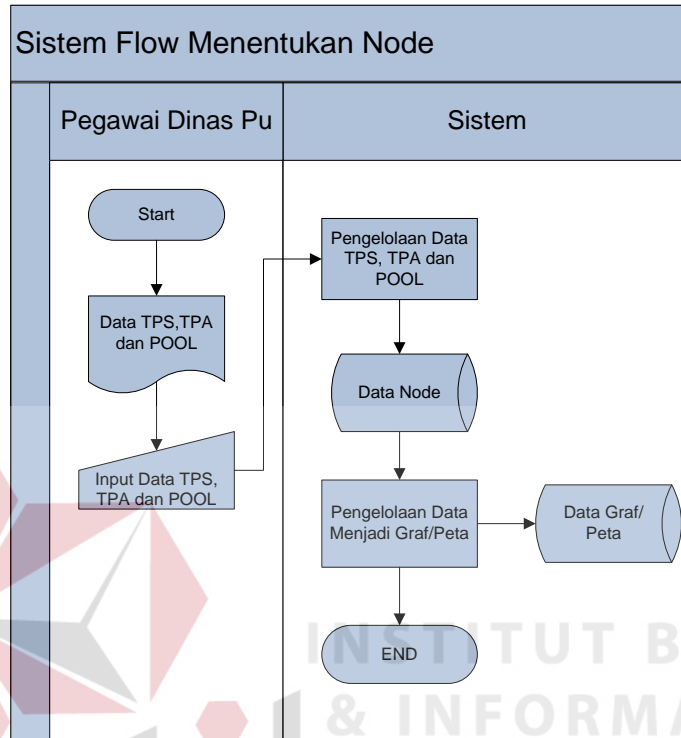 Sistem Flow Menentukan Node
Pegawai Dinas Pu
Sistem
Start
Data TPS,TPA
dan POOL
Input Data TPS,
TPA dan POOL
Pengelolaan Data
TPS, TPA dan
POOL
Data Node
Pengelolaan Data
Menjadi Graf/Peta
Data Graf/
Peta
END
INSTITUT B
& INFORMA